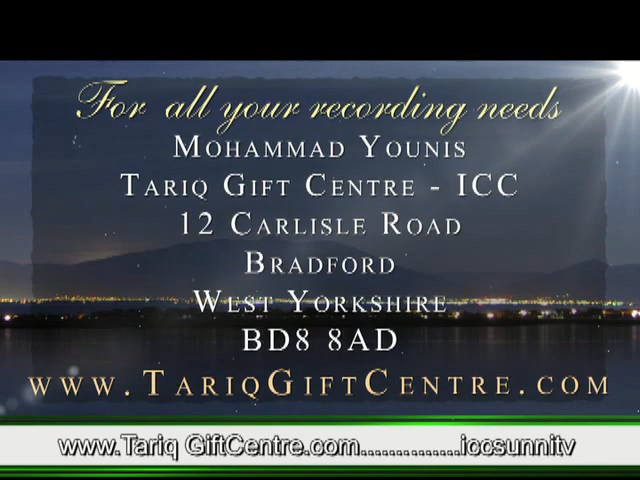 For all your recording needs
Mohammad Younis
Tariq Gift Centre - ICC
12 Carlisle Road
Bradford
West Yorkshire
BD8 8AD
www.TariqGiftCentre.com
www.Tariq GiftCentre.com..............iccsunnitv